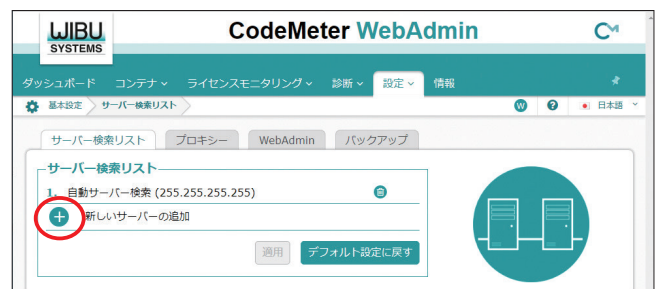 WIBU
SYSTEMS
CodeMeter WebAdmin
ダッシュボード コンテナ ライセンスモニタリング 診断 設定 情報
基本設定 サーバー検索リスト
W ? 日本語
サーバー検索リスト プロキシー WebAdmin バックアップ
サーバー検索リスト
1. 自動サーバー検索 (255.255.255.255)
+ 新しいサーバーの追加
適用 デフォルト設定に戻す